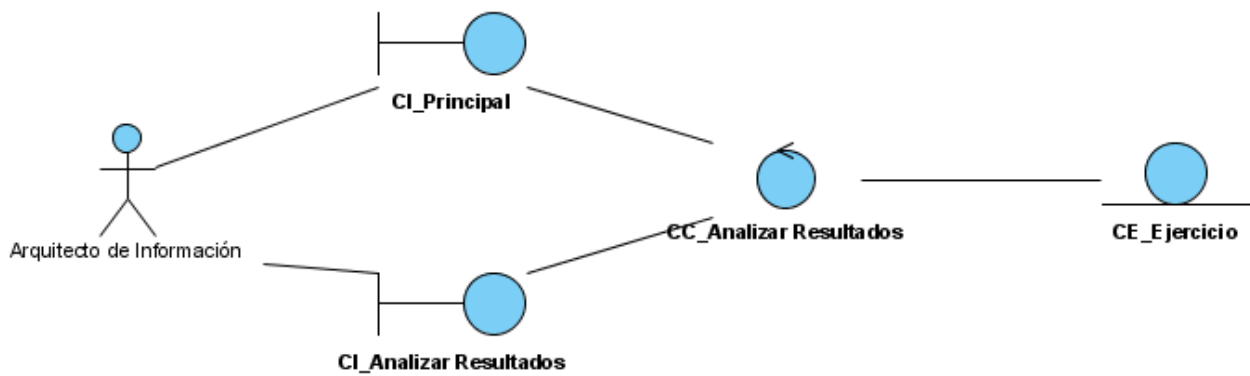 CI_Principal
Arquitecto de Información
CC_Analizar Resultados
CE_Ejercicio
CI_Analizar Resultados